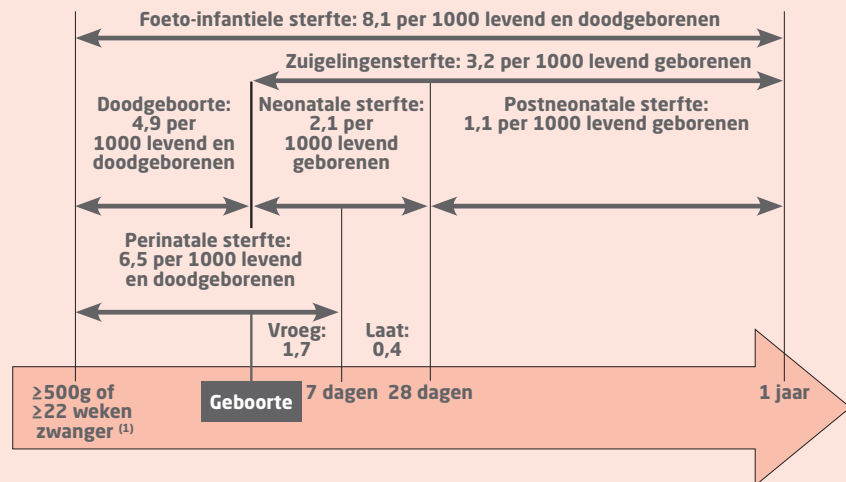 Foeto-infantiele sterfte: 8,1 per 1000 levend en doodgeborenen
Zuigelingensterfte: 3,2 per 1000 levend geborenen
Doodgeboorte:
4,9 per
1000 levend en
doodgeborenen
Neonatale sterfte:
2,1 per
1000 levend
geborenen
Postneonatale sterfte:
1,1 per 1000 levend geborenen
Perinatale sterfte:
6,5 per 1000 levend
en doodgeborenen
Vroeg:
1,7
Laat:
0,4
≥500g of
≥22 weken
zwanger (1)
Geboorte
7 dagen
28 dagen
1 jaar